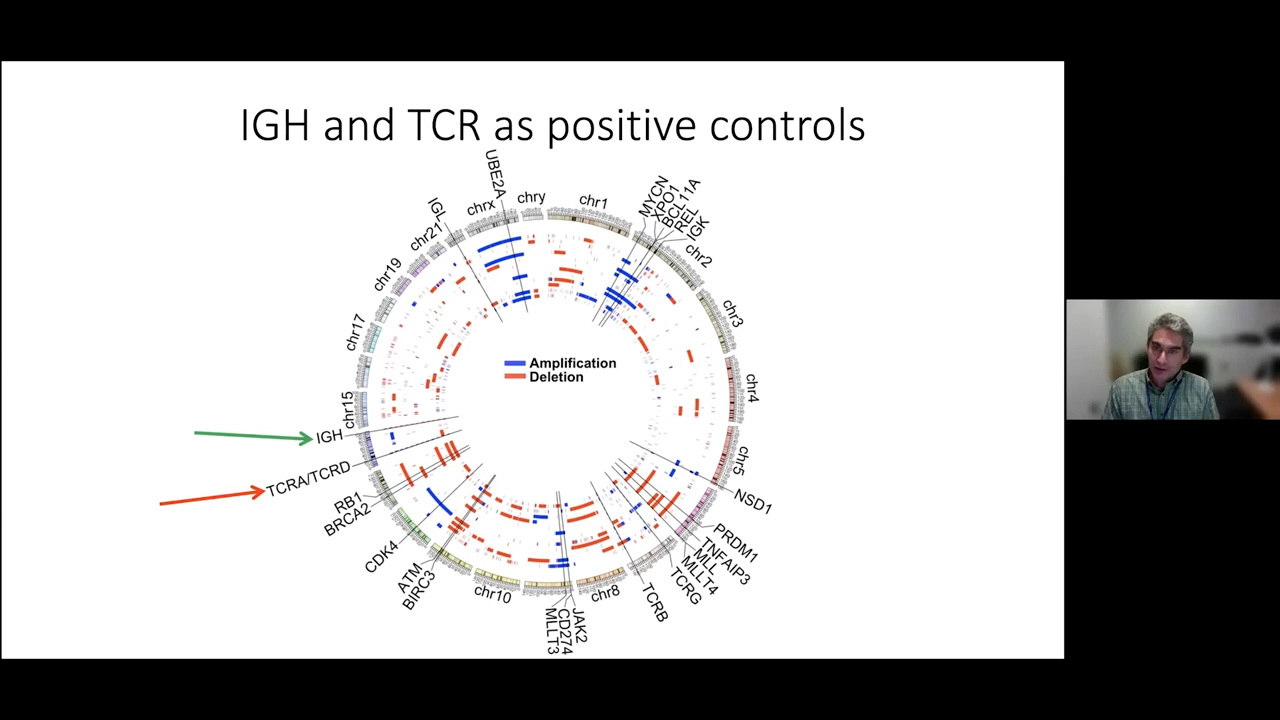 IGH and TCR as positive controls
UBE2A
IGL
chrx
chry
chr1
MYCN
XPO1
BCL11A
REL
IGK
chr2
chr21
chr19
chr3
chr17
Amplification
Deletion
chr4
chr15
IGH
chr5
TCRA/TCRD
NSD1
RB1
BRCA2
PRDM1
TNFAIP3
MLL
MLLT4
CDK4
TCRG
ATM
BIRC3
chr10
chr8
TCRB
JAK2
CD274
MLLT3